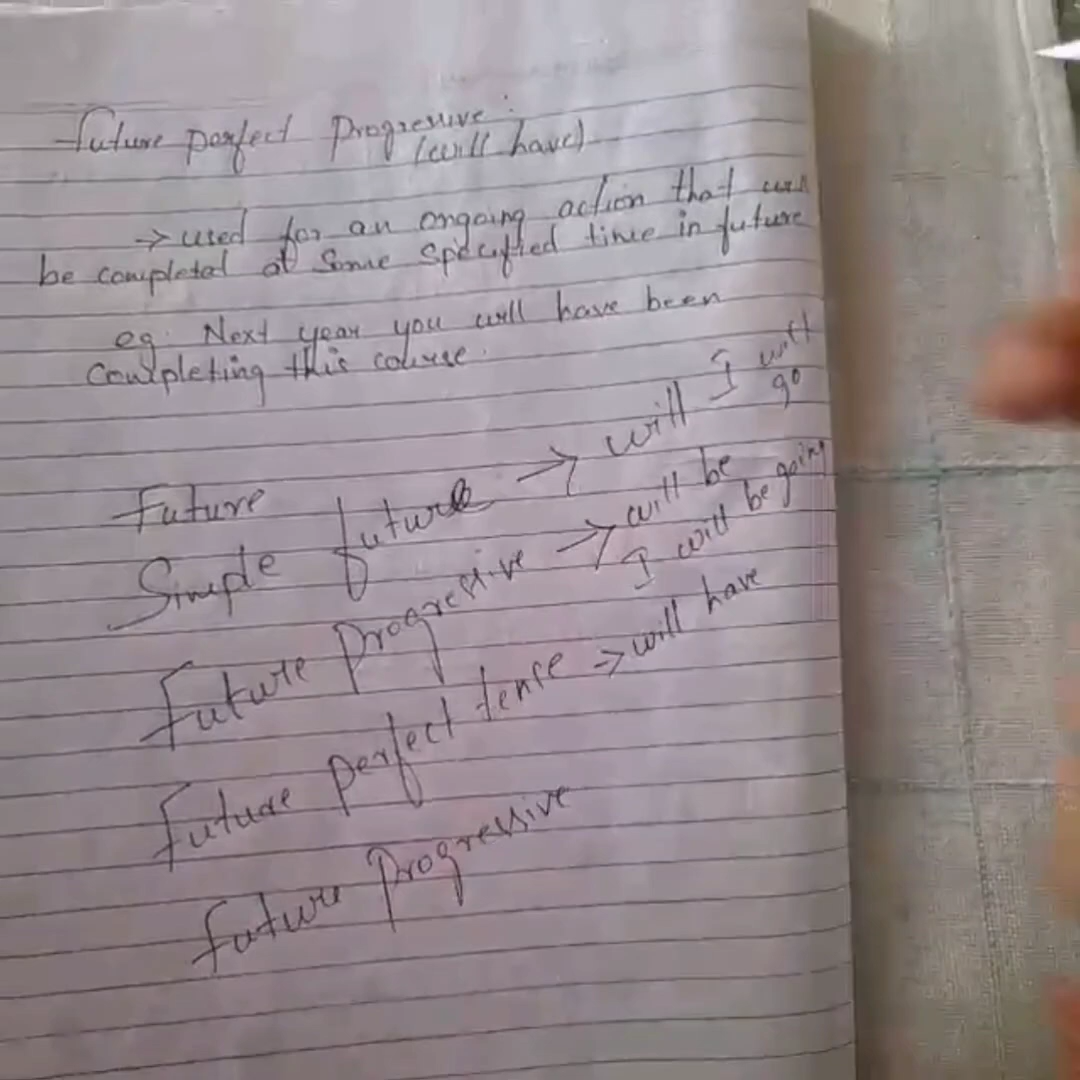 Future perfect Progressive :
(will have)
→ used for an ongoing action that will
be completed at some specified time in future
eg. Next year you will have been
completing this course.
Future
Simple future → will I will go
Future Progressive → will be
I will be going
Future perfect tense → will have
Future Progressive